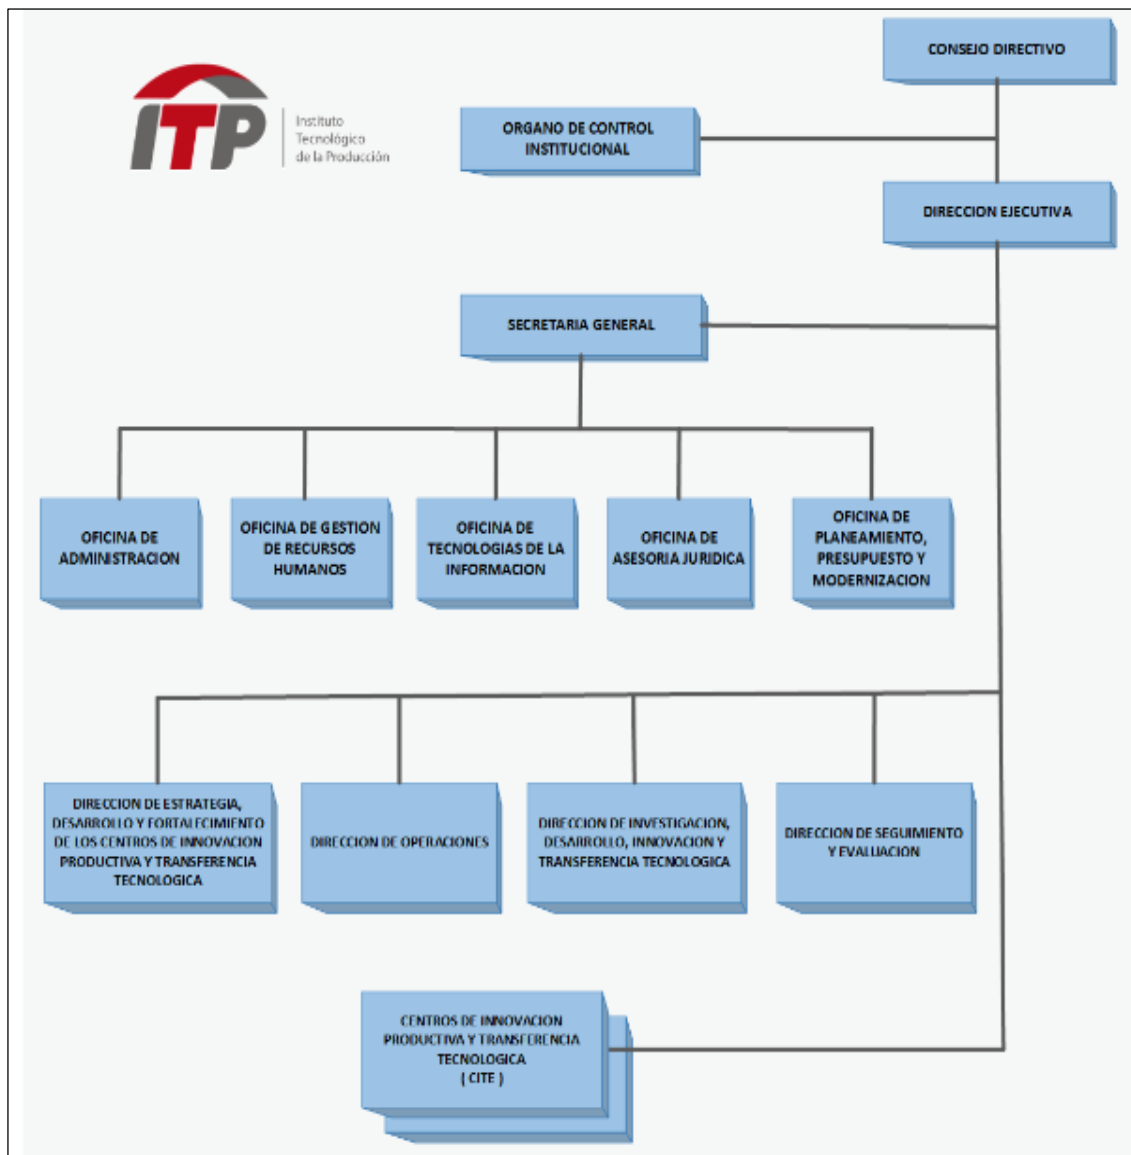 CONSEJO DIRECTIVO
ITP
Instituto
Tecnológico
de la Producción
ORGANO DE CONTROL
INSTITUCIONAL
DIRECCION EJECUTIVA
SECRETARIA GENERAL
OFICINA DE
ADMINISTRACION
OFICINA DE GESTION
DE RECURSOS
HUMANOS
OFICINA DE
TECNOLOGIAS DE LA
INFORMACION
OFICINA DE
ASESORIA JURIDICA
OFICINA DE
PLANEAMIENTO,
PRESUPUESTO Y
MODERNIZACION
DIRECCION DE ESTRATEGIA,
DESARROLLO Y FORTALECIMIENTO
DE LOS CENTROS DE INNOVACION
PRODUCTIVA Y TRANSFERENCIA
TECNOLOGICA
DIRECCION DE OPERACIONES
DIRECCION DE INVESTIGACION,
DESARROLLO, INNOVACION Y
TRANSFERENCIA TECNOLOGICA
DIRECCION DE SEGUIMIENTO
Y EVALUACION
CENTROS DE INNOVACION
PRODUCTIVA Y TRANSFERENCIA
TECNOLOGICA
( CITE )